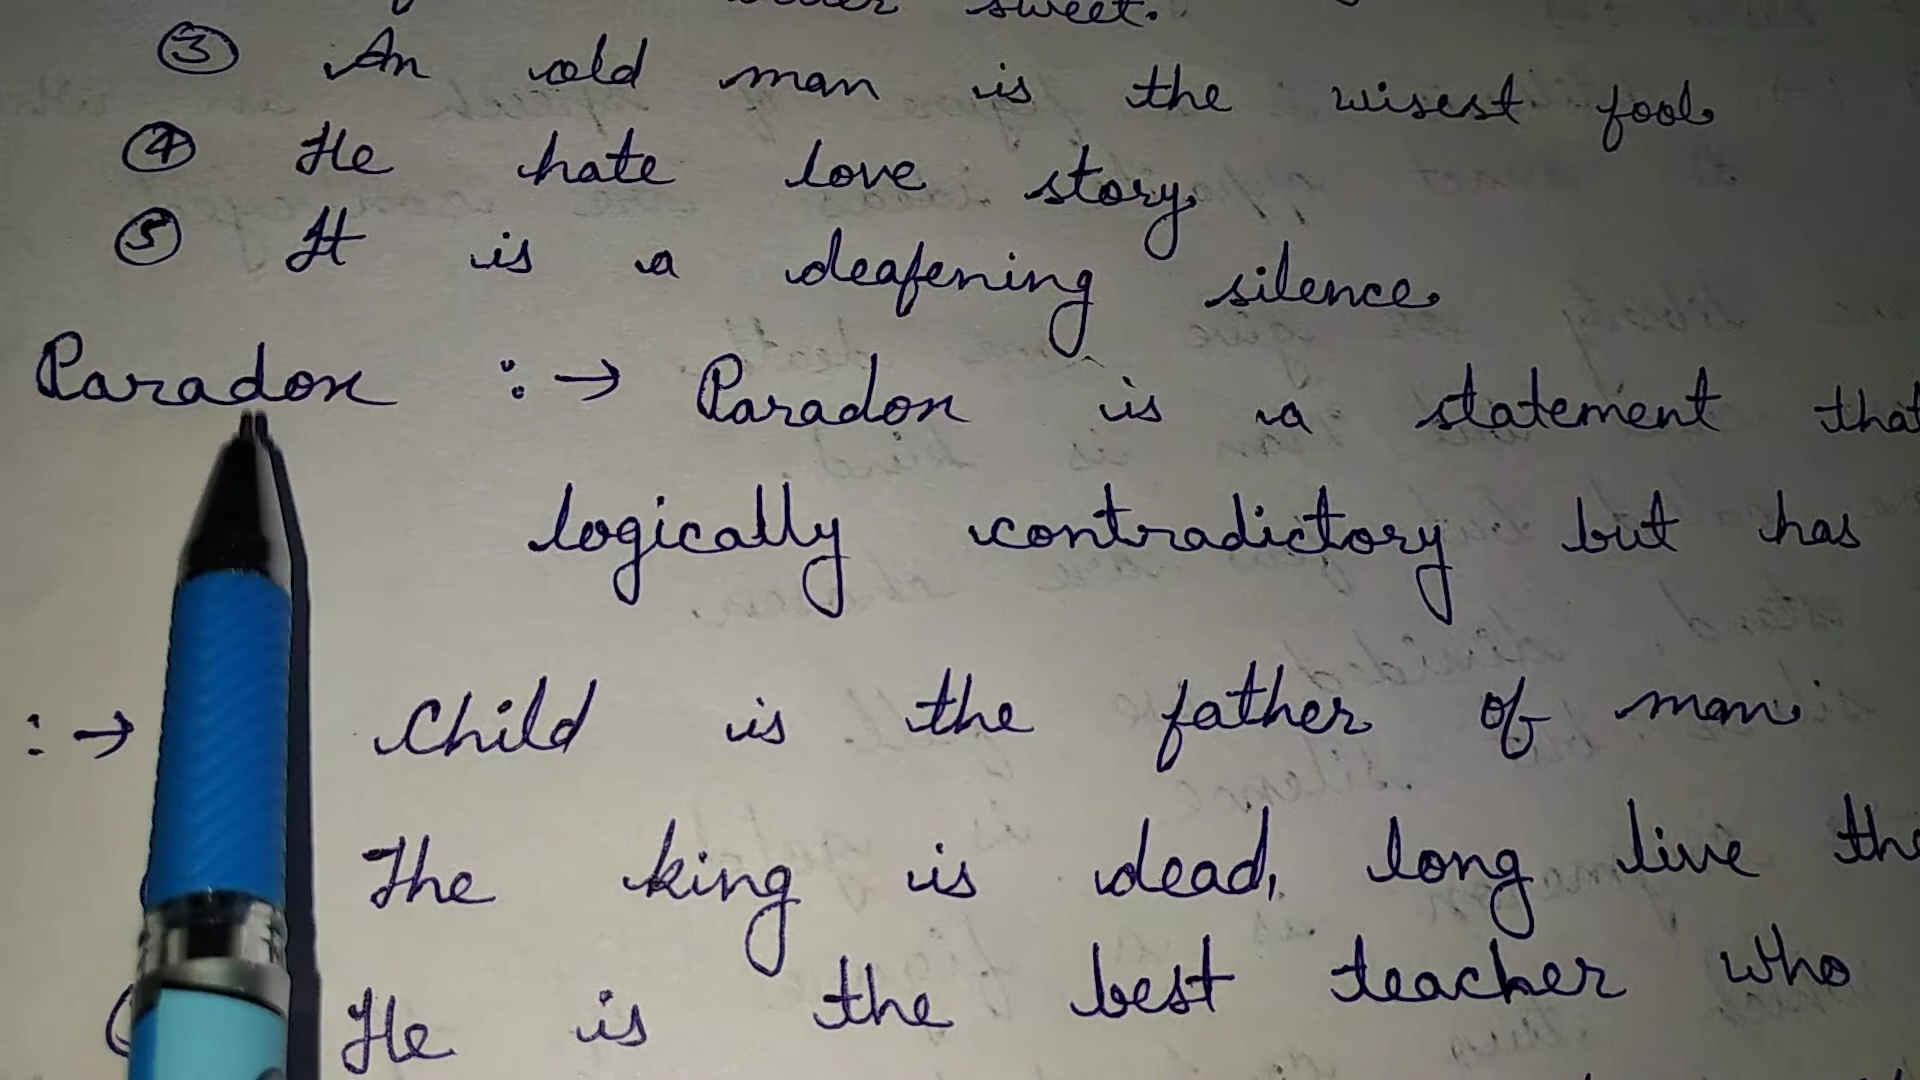 sweet.
③ An old man is the wisest fool.
④ He hate love story.
⑤ It is a deafening silence.
Paradox :→ Paradox is a statement that
logically contradictory but has
:→ Child is the father of man.
The king is dead, long live the
He is the best teacher who